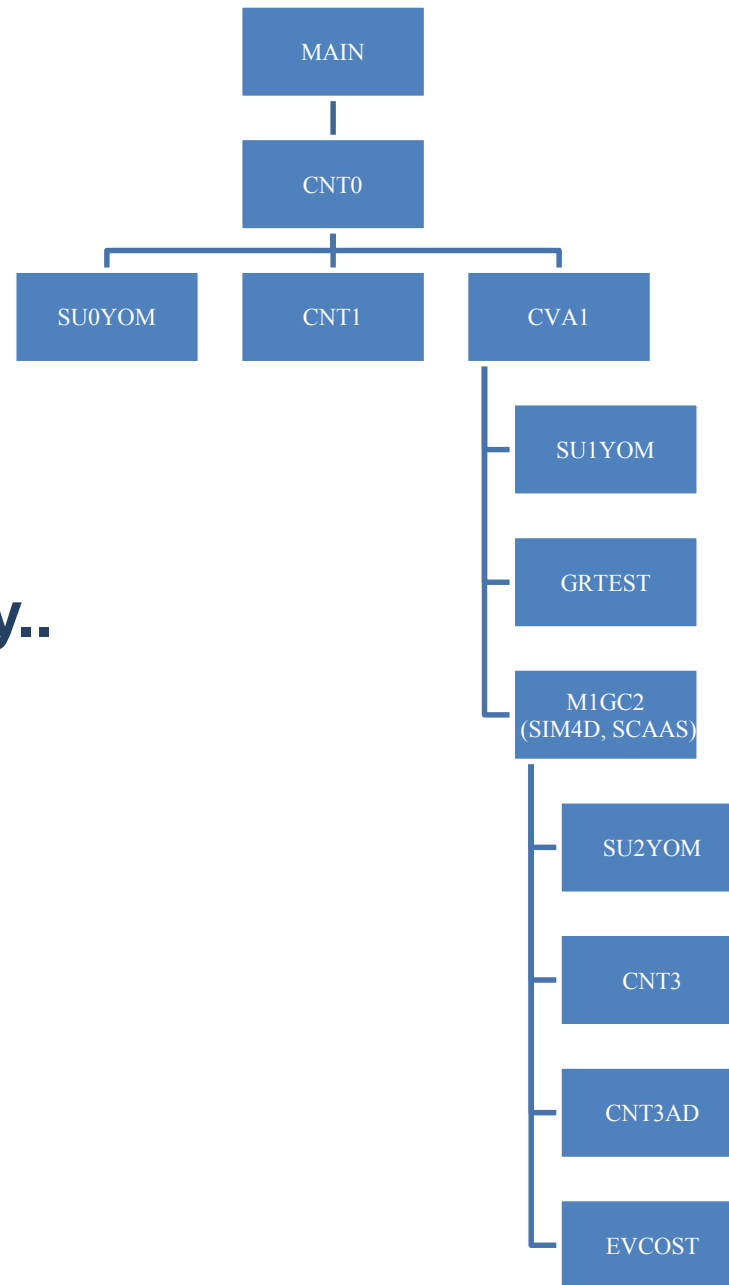 MAIN
CNT0
SU0YOM
CNT1
CVA1
SU1YOM
GRTEST
y..
M1GC2
(SIM4D, SCAAS)
SU2YOM
CNT3
CNT3AD
EVCOST